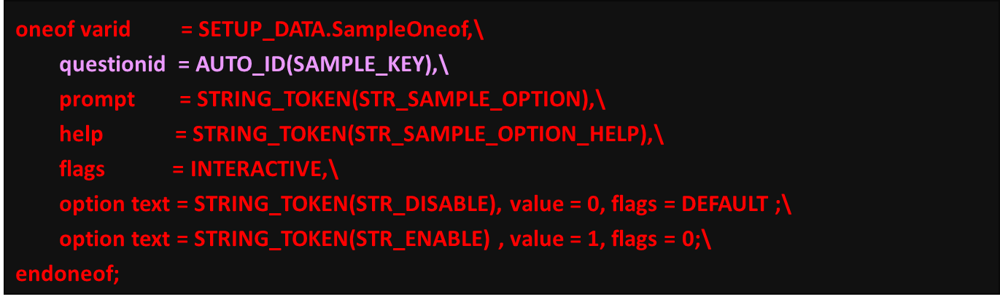 oneof varid = SETUP_DATA.SampleOneof,\
questionid = AUTO_ID(SAMPLE_KEY),\
prompt = STRING_TOKEN(STR_SAMPLE_OPTION),\
help = STRING_TOKEN(STR_SAMPLE_OPTION_HELP),\
flags = INTERACTIVE,\
option text = STRING_TOKEN(STR_DISABLE), value = 0, flags = DEFAULT ;\
option text = STRING_TOKEN(STR_ENABLE) , value = 1, flags = 0;\
endoneof;